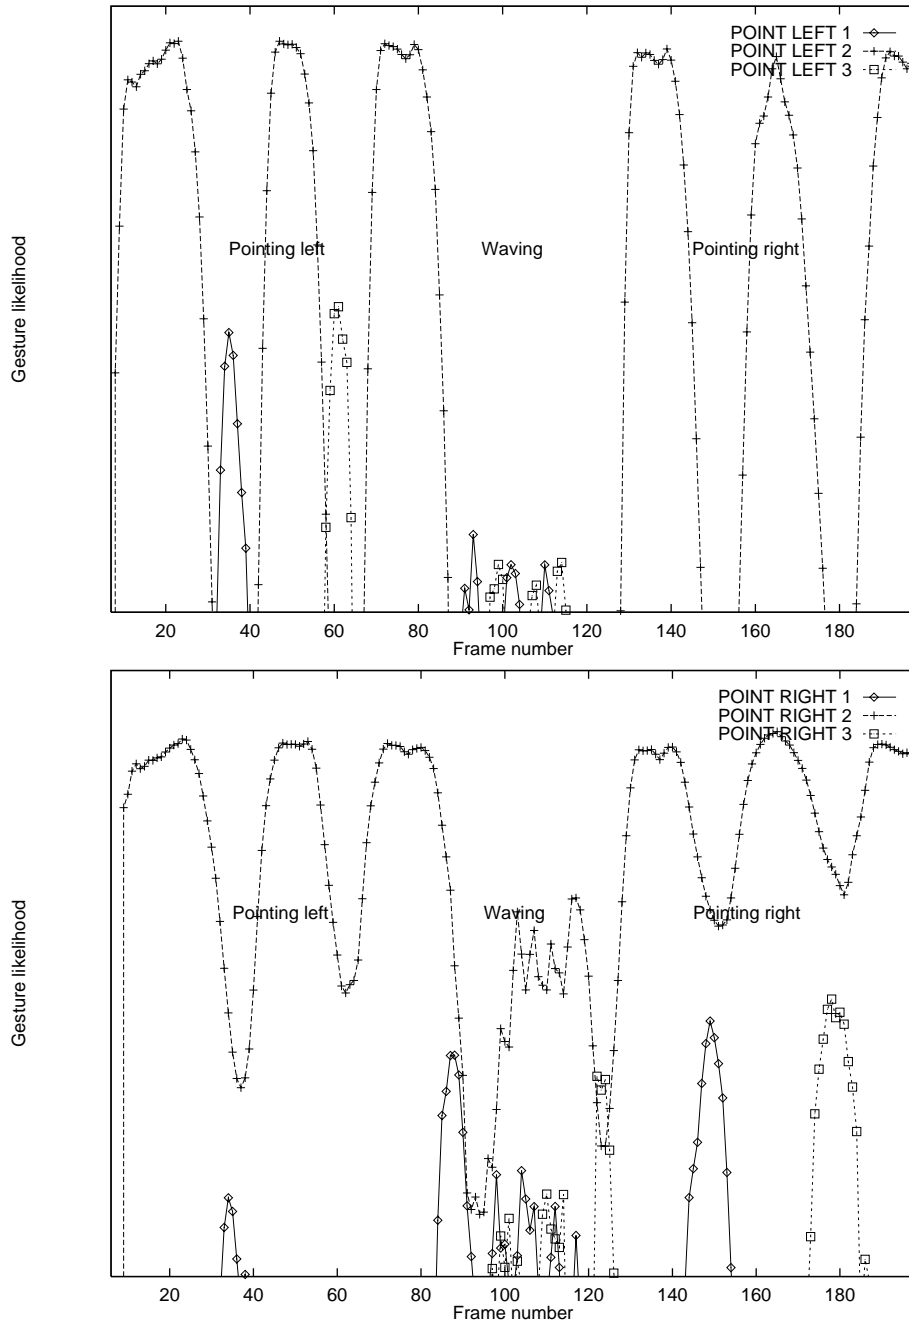 POINT LEFT 1
POINT LEFT 2
POINT LEFT 3
Gesture likelihood
Pointing left
Waving
Pointing right
20 40 60 80 100 120 140 160 180
Frame number
POINT RIGHT 1
POINT RIGHT 2
POINT RIGHT 3
Gesture likelihood
Pointing left
Waving
Pointing right
20 40 60 80 100 120 140 160 180
Frame number